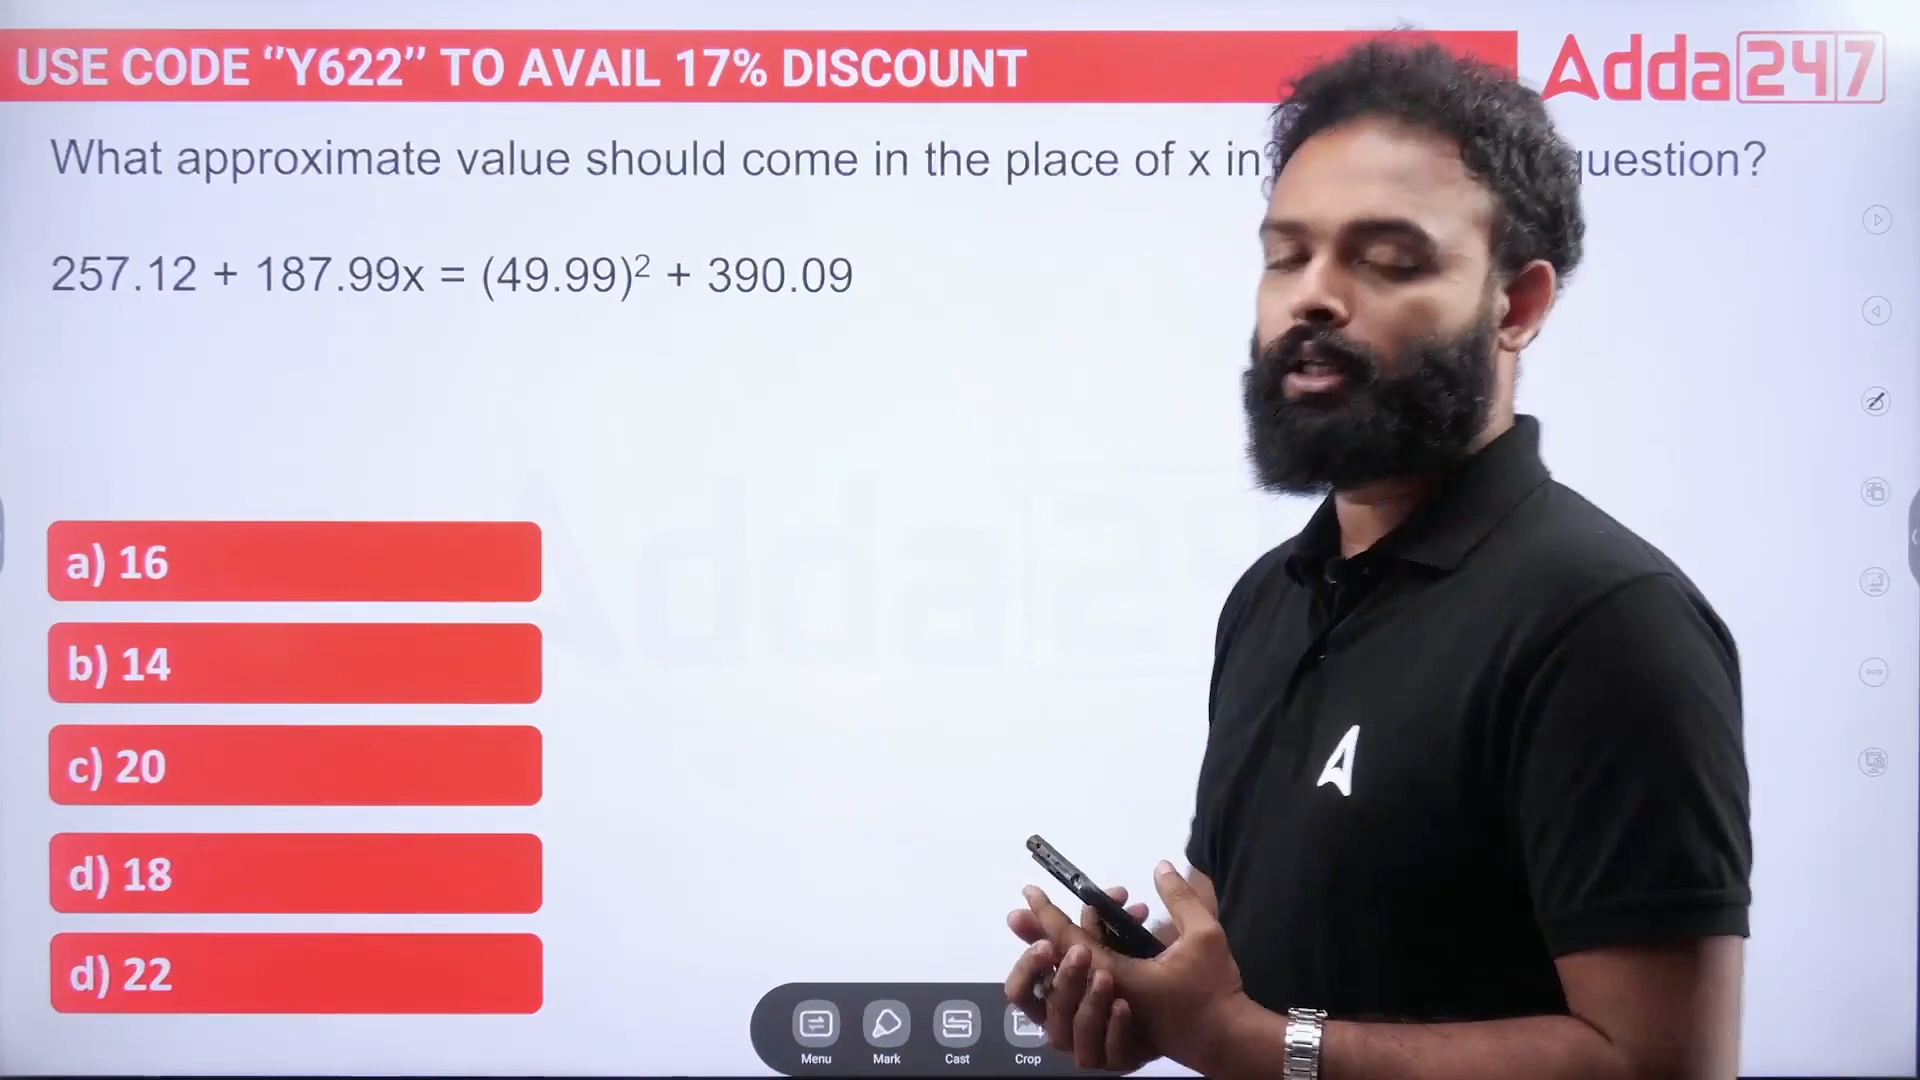 USE CODE “Y622” TO AVAIL 17% DISCOUNT
Adda247
What approximate value should come in the place of x in question?
257.12 + 187.99x = (49.99)² + 390.09
a) 16
b) 14
c) 20
d) 18
d) 22
Menu Mark Cast Crop